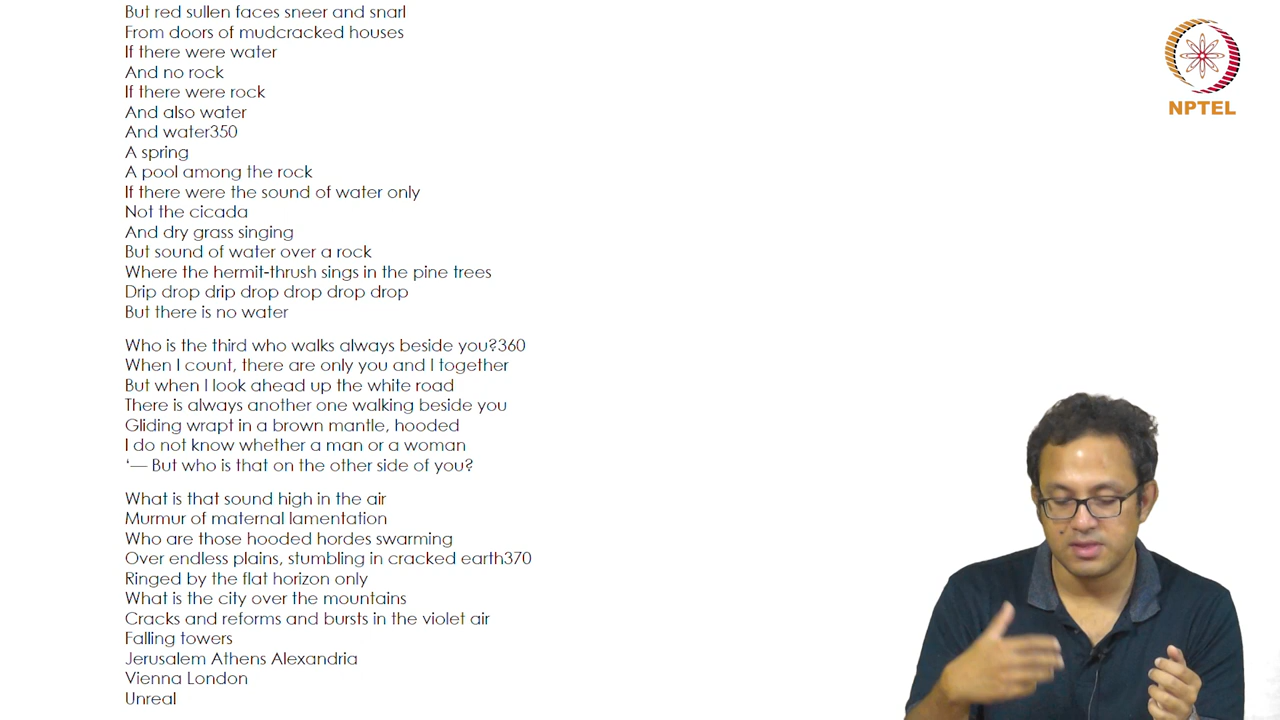 But red sullen faces sneer and snarl
From doors of mudcracked houses
If there were water
And no rock
If there were rock
And also water
And water350
A spring
A pool among the rock
If there were the sound of water only
Not the cicada
And dry grass singing
But sound of water over a rock
Where the hermit-thrush sings in the pine trees
Drip drop drip drop drop drop drop
But there is no water
Who is the third who walks always beside you?360
When I count, there are only you and I together
But when I look ahead up the white road
There is always another one walking beside you
Gliding wrapt in a brown mantle, hooded
I do not know whether a man or a woman
‘— But who is that on the other side of you?
What is that sound high in the air
Murmur of maternal lamentation
Who are those hooded hordes swarming
Over endless plains, stumbling in cracked earth370
Ringed by the flat horizon only
What is the city over the mountains
Cracks and reforms and bursts in the violet air
Falling towers
Jerusalem Athens Alexandria
Vienna London
Unreal
NPTEL